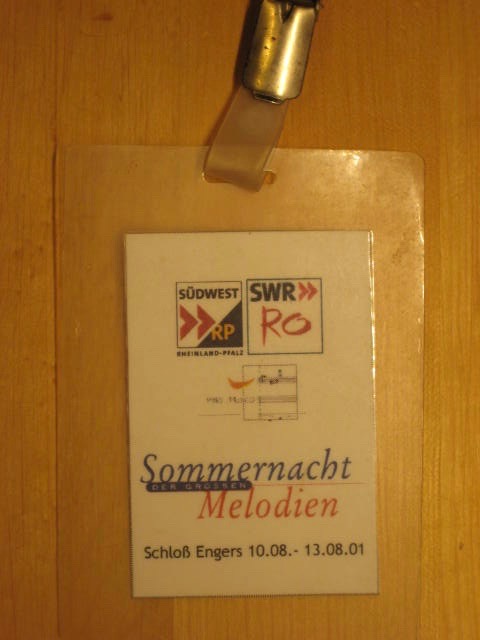 SÜDWEST
RP
RHEINLAND-PFALZ
SWR
RO
Sommernacht
DER GROSSEN
Melodien
Schloß Engers 10.08.- 13.08.01